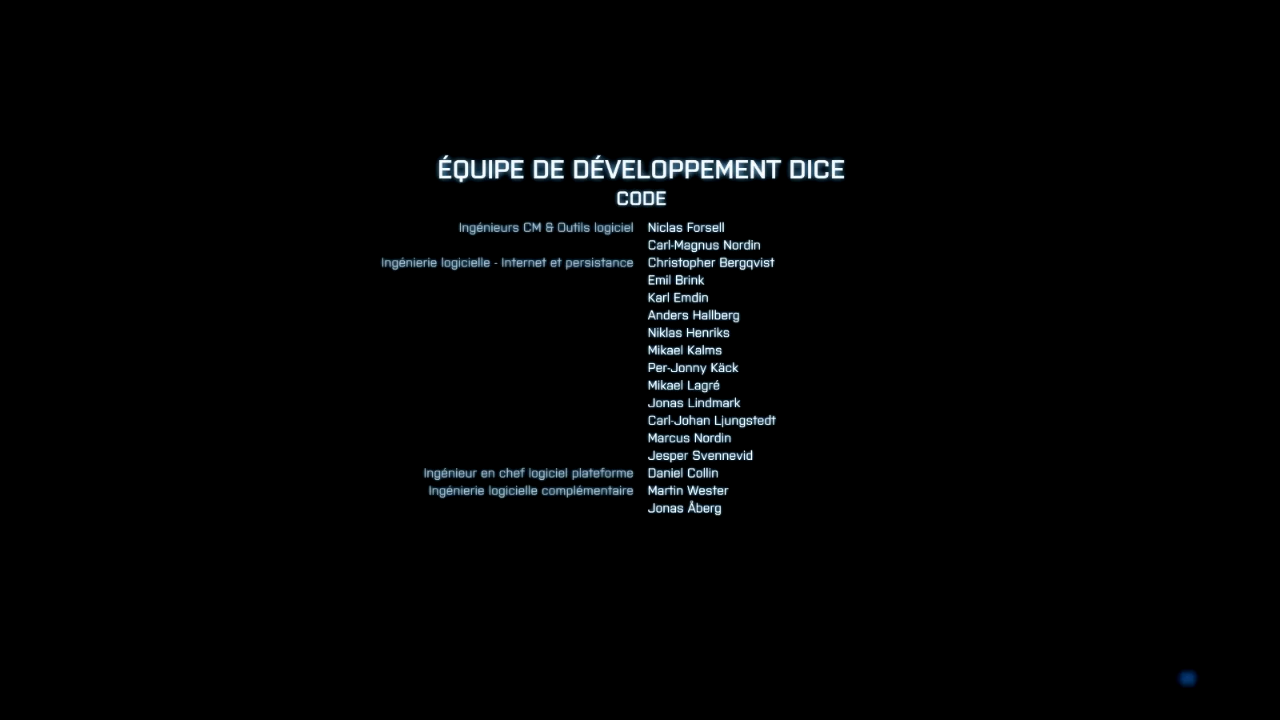 ÉQUIPE DE DÉVELOPPEMENT DICE
CODE
Ingénieurs CM & Outils logiciel Niclas Forsell
Carl-Magnus Nordin
Ingénierie logicielle - Internet et persistance Christopher Bergqvist
Emil Brink
Karl Emdin
Anders Hallberg
Niklas Henriks
Mikael Kalms
Per-Jonny Käck
Mikael Lagré
Jonas Lindmark
Carl-Johan Ljungstedt
Marcus Nordin
Jesper Svennevid
Ingénieur en chef logiciel plateforme Daniel Collin
Ingénierie logicielle complémentaire Martin Wester
Jonas Åberg